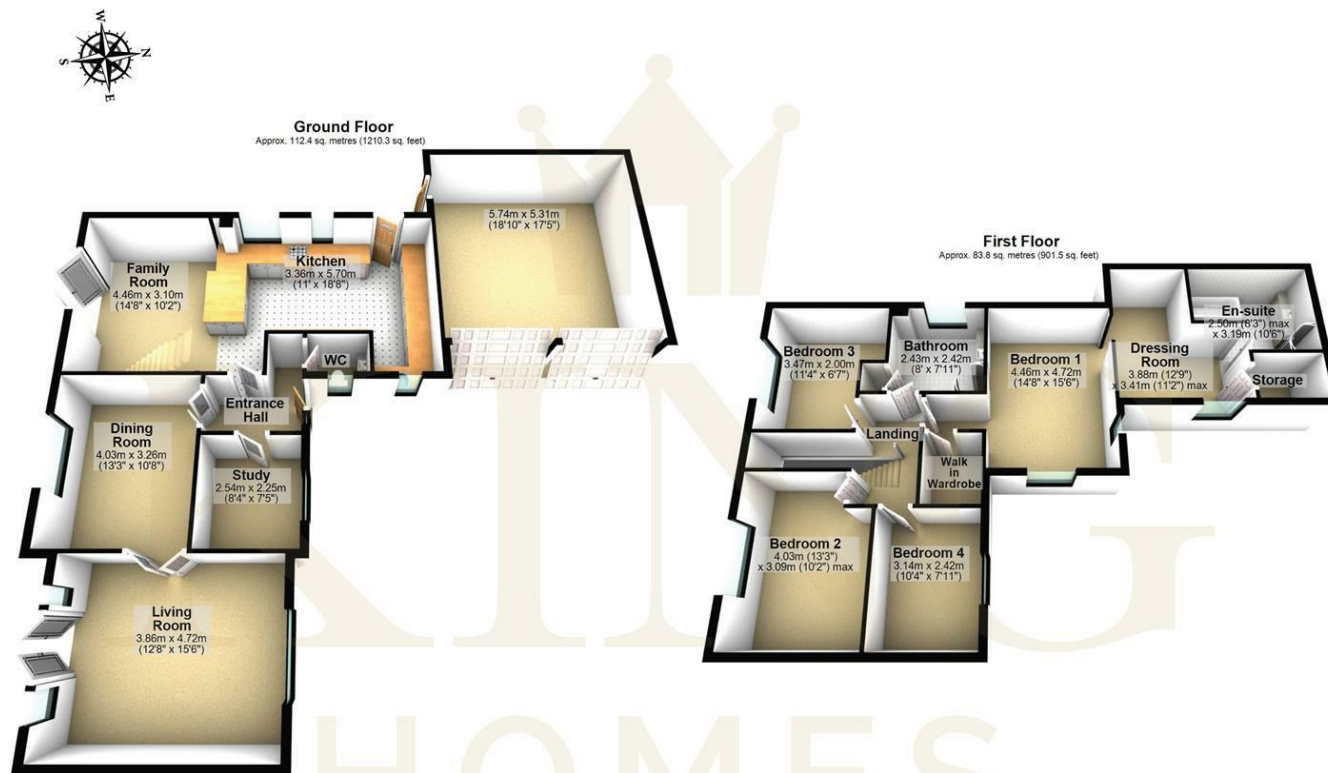 W
N
S
E
Ground Floor
Approx. 112.4 sq. metres (1210.3 sq. feet)
5.74m x 5.31m
(18'10" x 17'5")
Kitchen
3.36m x 5.70m
(11' x 18'8")
Family
Room
4.46m x 3.10m
(14'8" x 10'2")
WC
Entrance
Hall
Dining
Room
4.03m x 3.26m
(13'3" x 10'8")
Study
2.54m x 2.25m
(8'4" x 7'5")
Living
Room
3.86m x 4.72m
(12'8" x 15'6")
First Floor
Approx. 83.8 sq. metres (901.5 sq. feet)
En-suite
2.50m (8'3") max
x 3.19m (10'6")
Bedroom 3
3.47m x 2.00m
(11'4" x 6'7")
Bathroom
2.43m x 2.42m
(8' x 7'11")
Bedroom 1
4.46m x 4.72m
(14'8" x 15'6")
Dressing
Room
3.88m (12'9")
x 3.41m (11'2") max
Storage
Landing
Walk
in
Wardrobe
Bedroom 2
4.03m (13'3")
x 3.09m (10'2") max
Bedroom 4
3.14m x 2.42m
(10'4" x 7'11")
KING
HOMES